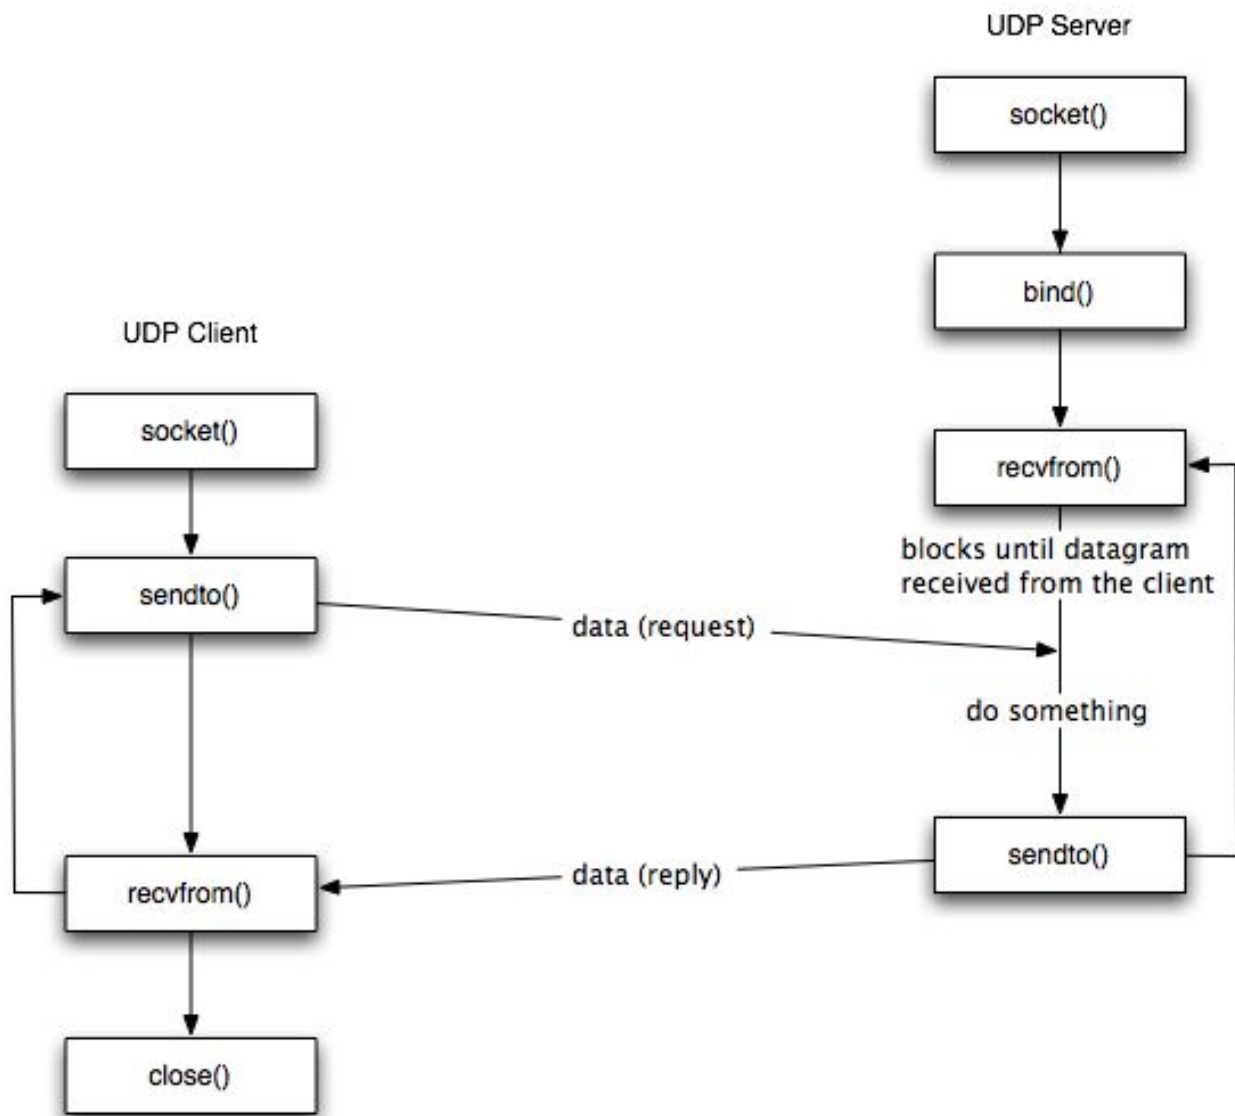 UDP Server
socket()
bind()
UDP Client
socket()
recvfrom()
blocks until datagram
received from the client
sendto()
data (request)
do something
sendto()
data (reply)
recvfrom()
close()